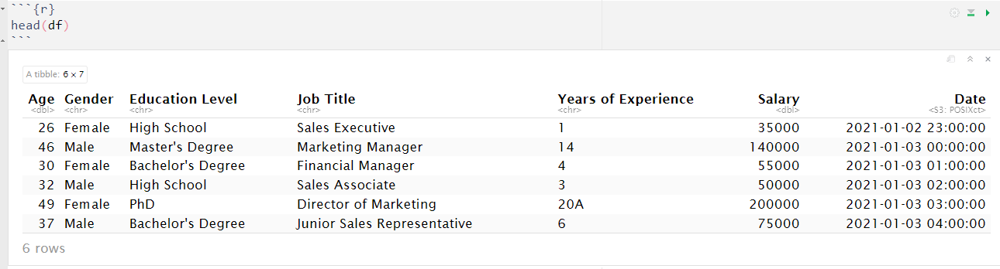 ```{r}
head(df)
```
A tibble: 6 × 7
Age Gender Education Level Job Title Years of Experience Salary Date
<dbl> <chr> <chr> <chr> <chr> <dbl> <S3: POSIXct>
26 Female High School Sales Executive 1 35000 2021-01-02 23:00:00
46 Male Master's Degree Marketing Manager 14 140000 2021-01-03 00:00:00
30 Female Bachelor's Degree Financial Manager 4 55000 2021-01-03 01:00:00
32 Male High School Sales Associate 3 50000 2021-01-03 02:00:00
49 Female PhD Director of Marketing 20A 200000 2021-01-03 03:00:00
37 Male Bachelor's Degree Junior Sales Representative 6 75000 2021-01-03 04:00:00
6 rows